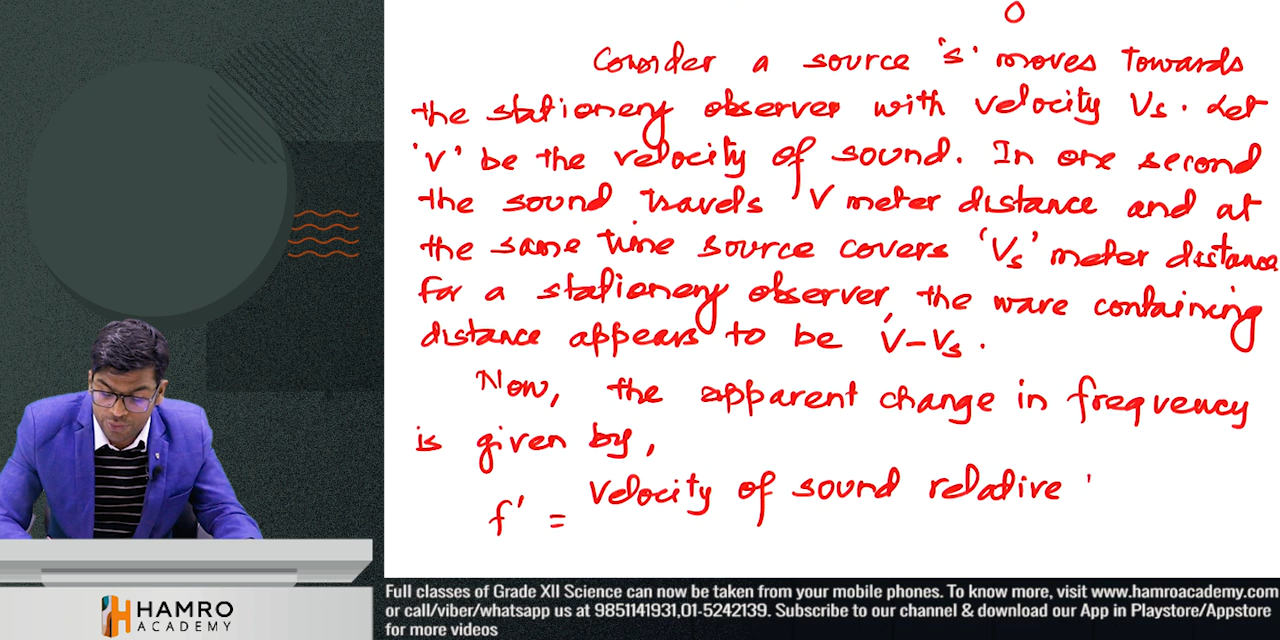 O
Consider a source 's' moves towards
the stationery observer with velocity Vs. Let
'v' be the velocity of sound. In one second
the sound travels V meter distance and at
the same time source covers 'Vs' meter distance
for a stationery observer, the wave containing
distance appears to be V-Vs.
Now, the apparent change in frequency
is given by,
f' = velocity of sound relative
HAMRO
ACADEMY
Full classes of Grade XII Science can now be taken from your mobile phones. To know more, visit www.hamroacademy.com
or call/viber/whatsapp us at 9851141931,01-5242139. Subscribe to our channel & download our App in Playstore/Appstore
for more videos